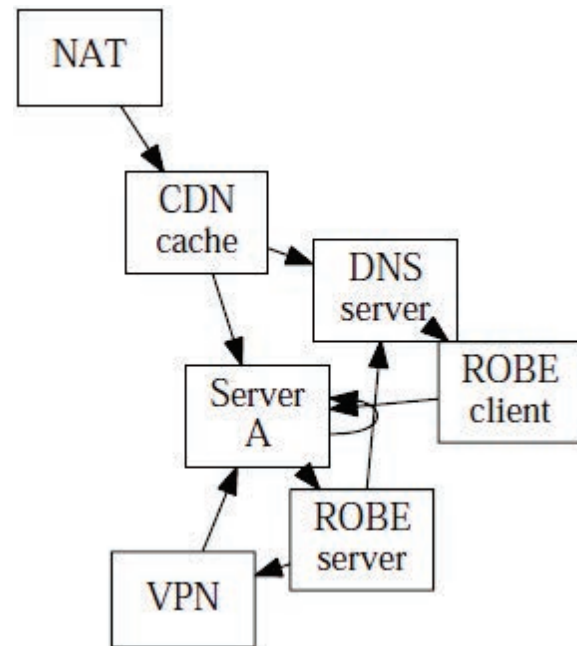 NAT
CDN
cache
DNS
server
Server
A
ROBE
client
ROBE
server
VPN